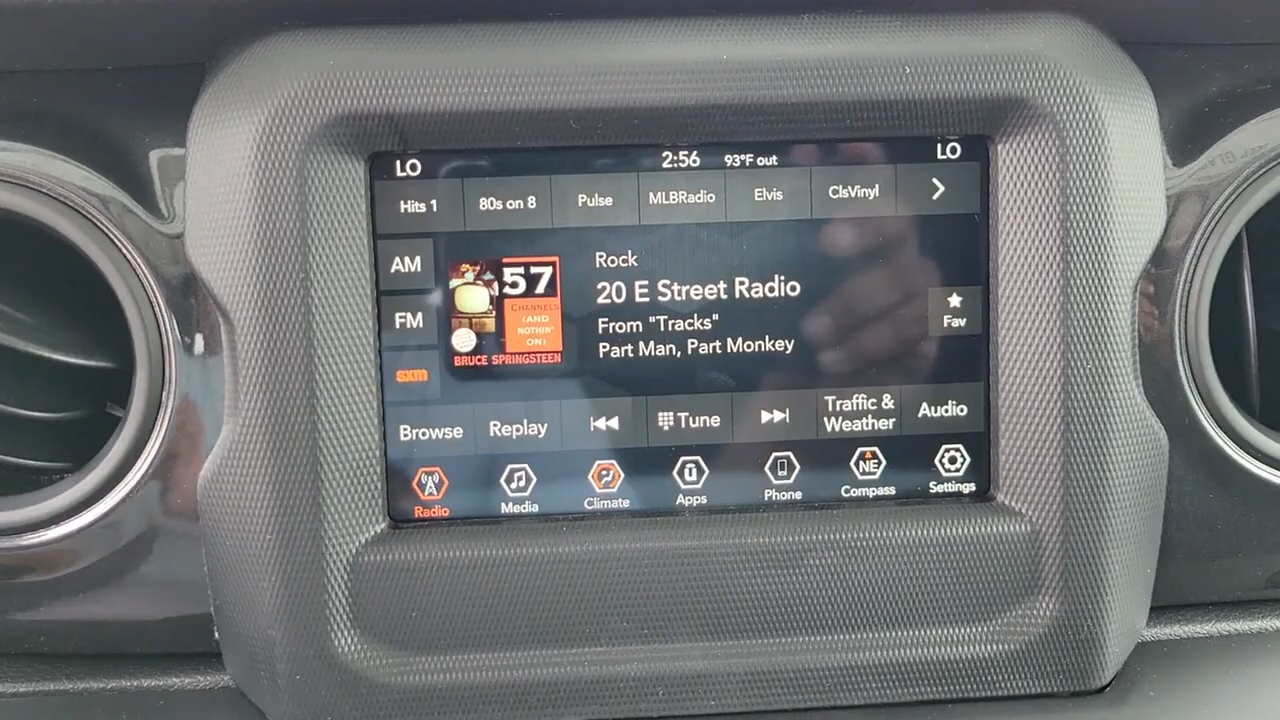 LO 2:56 93°F out LO
Hits 1 80s on 8 Pulse MLBRadio Elvis ClsVinyl
AM
FM
sxm
57
CHANNELS
(AND
NOTHIN'
ON)
BRUCE SPRINGSTEEN
Rock
20 E Street Radio
From "Tracks"
Part Man, Part Monkey
Fav
Browse Replay Tune Traffic &
Weather Audio
Radio Media Climate Apps Phone NE Compass Settings